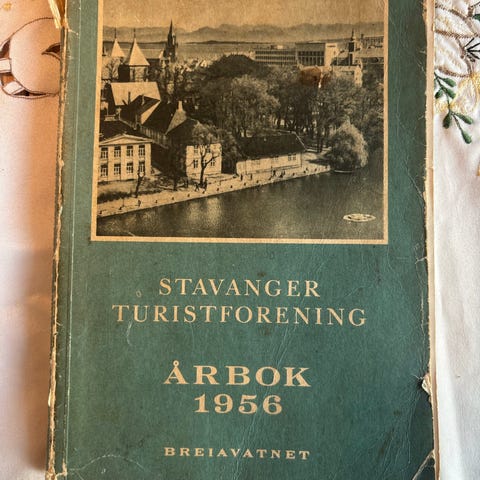 STAVANGER
TURISTFORENING
ÅRBOK
1956
BREIAVATNET